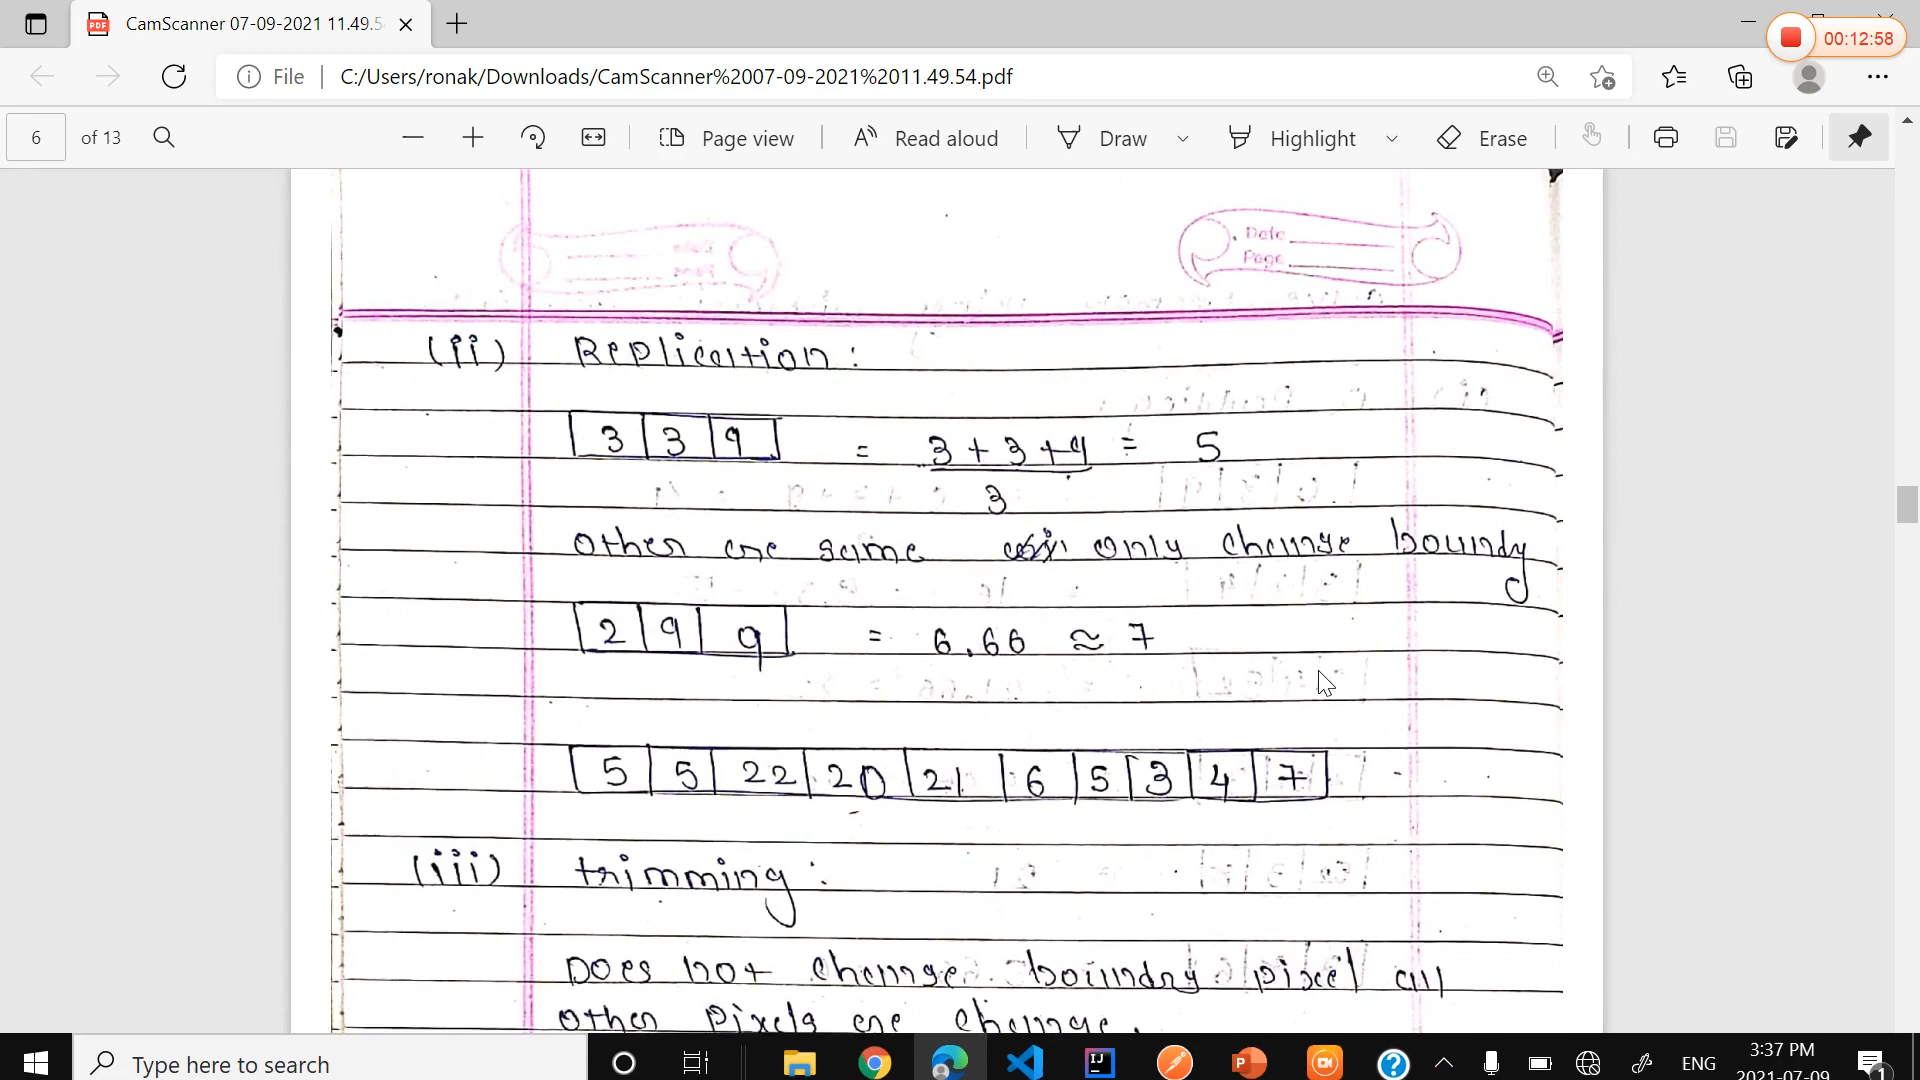 CamScanner 07-09-2021 11.49.5
00:12:58
File
C:/Users/ronak/Downloads/CamScanner%2007-09-2021%2011.49.54.pdf
6 of 13
Page view
Read aloud
Draw
Highlight
Erase
Date
Page
(ii) Replication:
3 3 9 = 3 + 3 + 9 = 5
3
Other are same only change boundy
2 9 9 = 6.66 ≈ 7
5 5 22 20 21 6 5 3 4 7
(iii) trimming:
Does not change boundry pixel all
other pixels are change.
Type here to search
ENG
3:37 PM
2021-07-09
1